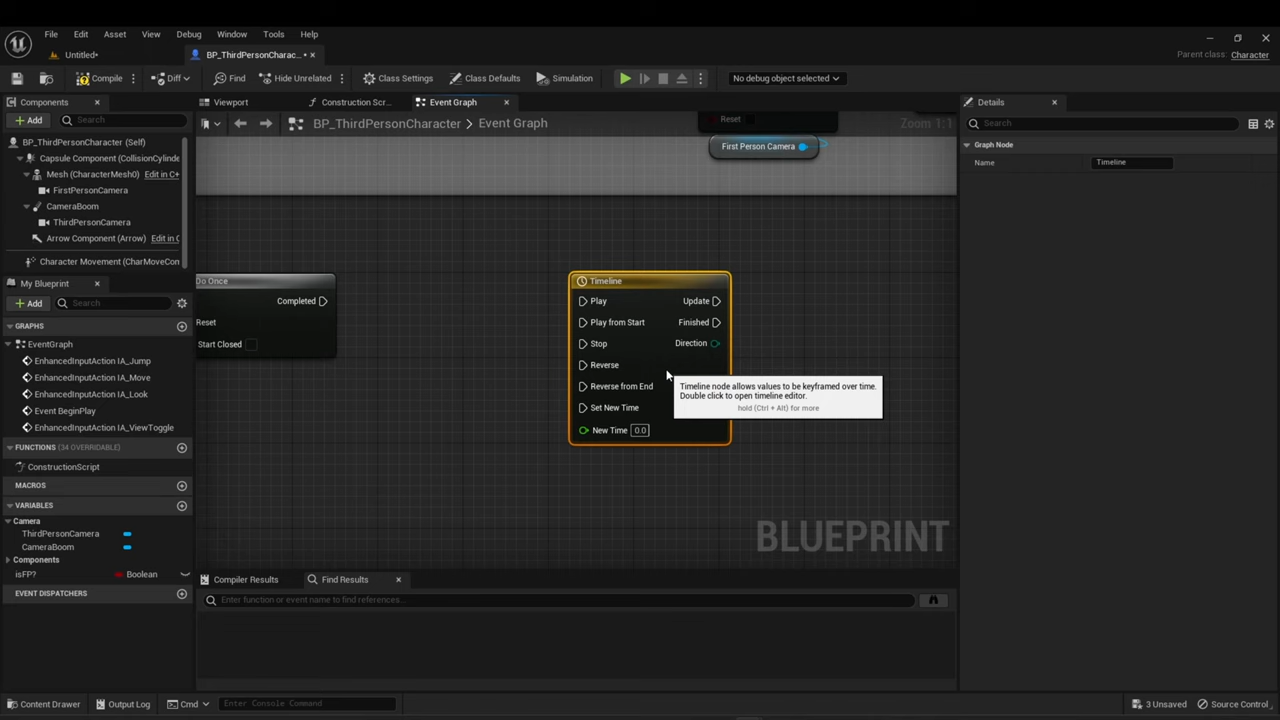 File Edit Asset View Debug Window Tools Help
Untitled•
BP_ThirdPersonCharac... •
Parent class: Character
Compile
Diff
Find
Hide Unrelated
Class Settings
Class Defaults
Simulation
No debug object selected
Components
Viewport
Construction Scr...
Event Graph
Details
Add
Search
BP_ThirdPersonCharacter > Event Graph
Zoom 1:1
Search
BP_ThirdPersonCharacter (Self)
Capsule Component (CollisionCylinde
Mesh (CharacterMesh0) Edit in C+
FirstPersonCamera
CameraBoom
ThirdPersonCamera
Arrow Component (Arrow) Edit in C
Character Movement (CharMoveCom
Reset
First Person Camera
Graph Node
Name
Timeline
My Blueprint
Add
Search
GRAPHS
EventGraph
EnhancedInputAction IA_Jump
EnhancedInputAction IA_Move
EnhancedInputAction IA_Look
Event BeginPlay
EnhancedInputAction IA_ViewToggle
FUNCTIONS (34 OVERRIDABLE)
ConstructionScript
MACROS
VARIABLES
Camera
ThirdPersonCamera
CameraBoom
Components
isFP? Boolean
EVENT DISPATCHERS
Do Once
Completed
Reset
Start Closed
Timeline
Play
Update
Play from Start
Finished
Stop
Direction
Reverse
Reverse from End
Set New Time
New Time 0.0
Timeline node allows values to be keyframed over time.
Double click to open timeline editor.
hold (Ctrl + Alt) for more
BLUEPRINT
Compiler Results
Find Results
Enter function or event name to find references...
Content Drawer
Output Log
Cmd
Enter Console Command
3 Unsaved
Source Control